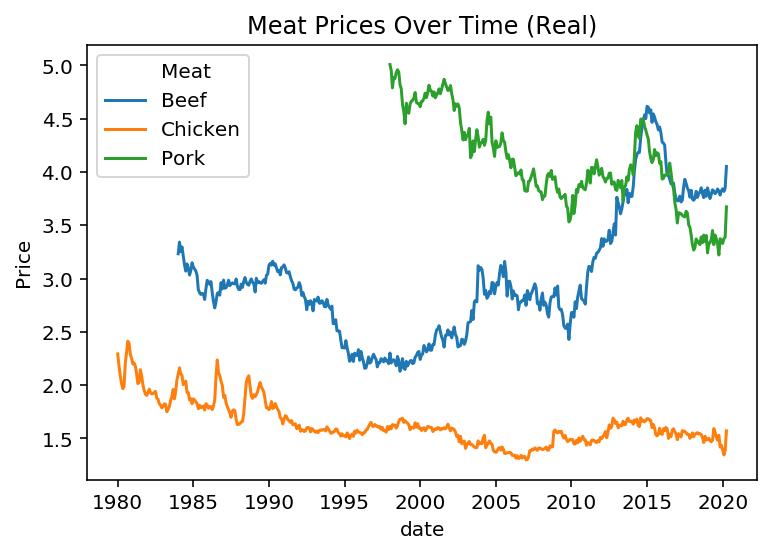 Meat Prices Over Time (Real)
Meat
Beef
Chicken
Pork
Price
5.0
4.5
4.0
3.5
3.0
2.5
2.0
1.5
1980 1985 1990 1995 2000 2005 2010 2015 2020
date